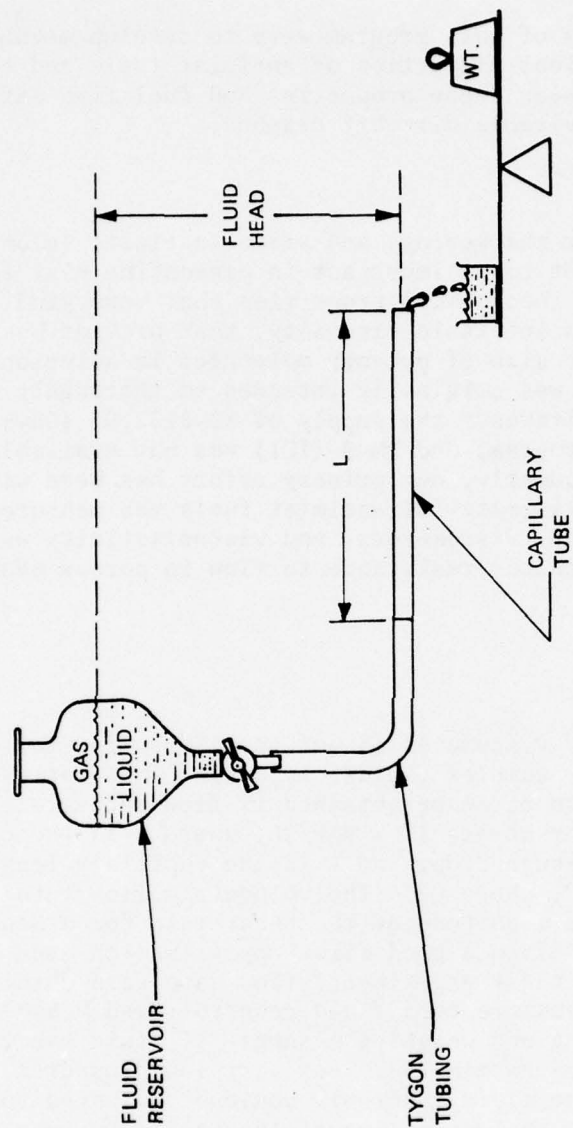 GAS
LIQUID
FLUID
RESERVOIR
TYGON
TUBING
FLUID
HEAD
L
CAPILLARY
TUBE
WT.